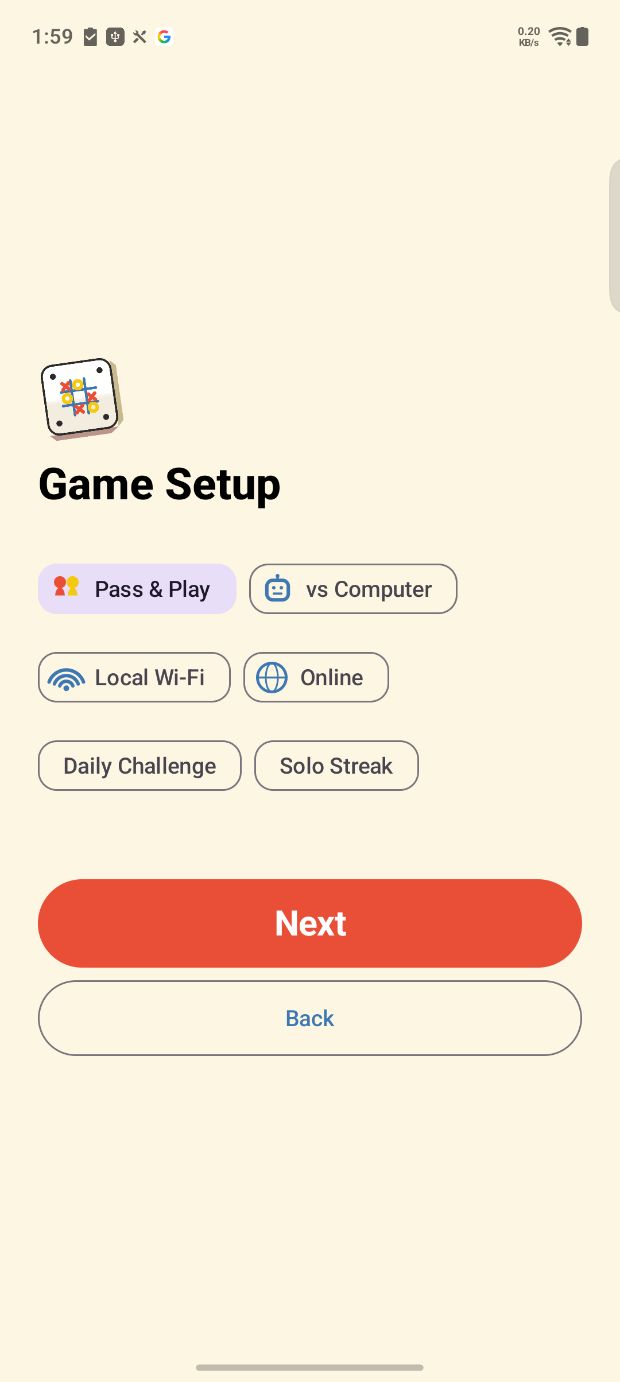 1:59
0.20
KB/s
Game Setup
Pass & Play
vs Computer
Local Wi-Fi
Online
Daily Challenge
Solo Streak
Next
Back